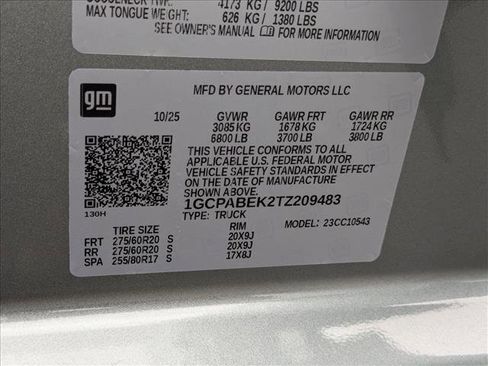 4173 KG / 9200 LBS
MAX TONGUE WEIGHT: 626 KG / 1380 LBS
SEE OWNER'S MANUAL FOR MORE INFORMATION
gm
MFD BY GENERAL MOTORS LLC
10/25 GVWR GAWR FRT GAWR RR
3085 KG 1678 KG 1724 KG
6800 LB 3700 LB 3800 LB
THIS VEHICLE CONFORMS TO ALL
APPLICABLE U.S. FEDERAL MOTOR
VEHICLE SAFETY STANDARDS IN EFFECT
ON THE DATE OF MANUFACTURE
SHOWN ABOVE.
1GCPABEK2TZ209483
130H
TYPE: TRUCK MODEL: 23CC10543
TIRE SIZE RIM
FRT 275/60R20 S 20X9J
RR 275/60R20 S 20X9J
SPA 255/80R17 S 17X8J